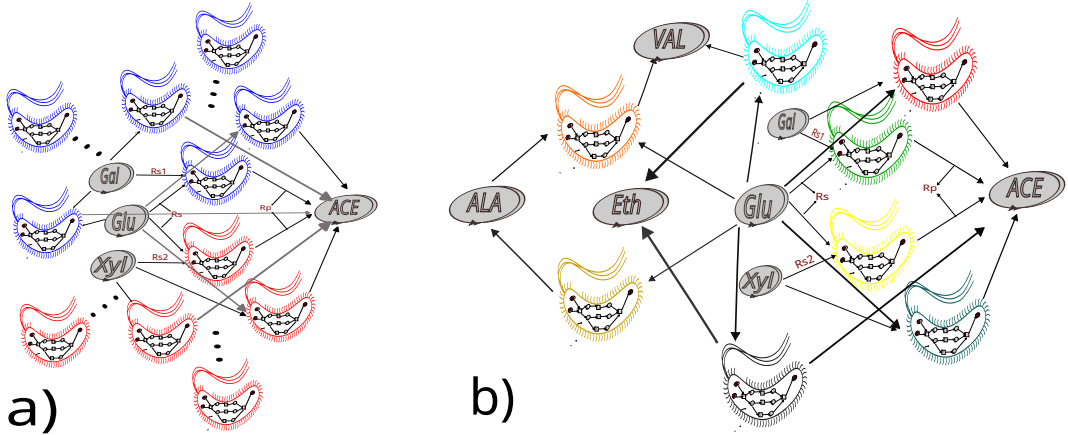 Gal
Rs1
Glu
Rs
Rp
ACE
Xyl
Rs2
a)
VAL
Gal
Rs1
ALA
Eth
Glu
Rs
Rp
ACE
Xyl
Rs2
b)